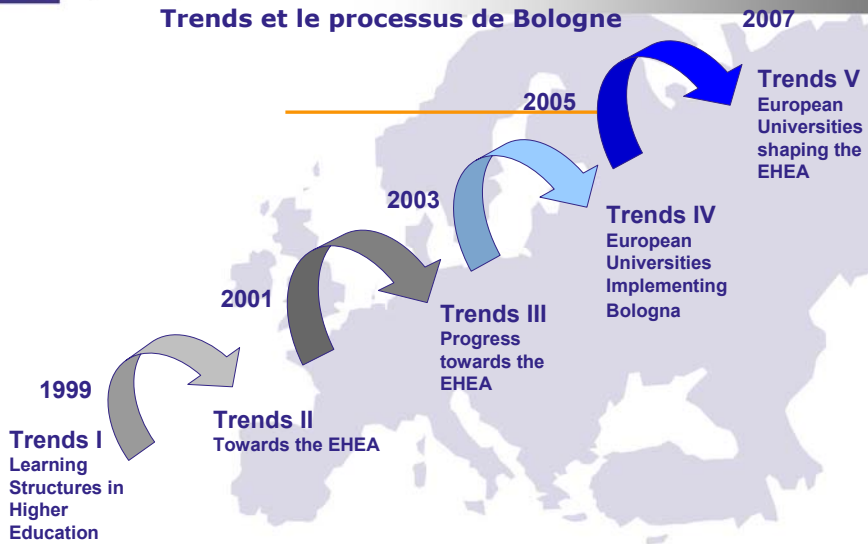 Trends et le processus de Bologne
1999
Trends I
Learning
Structures in
Higher
Education
2001
Trends II
Towards the EHEA
2003
Trends III
Progress
towards the
EHEA
2005
Trends IV
European
Universities
Implementing
Bologna
2007
Trends V
European
Universities
shaping the
EHEA